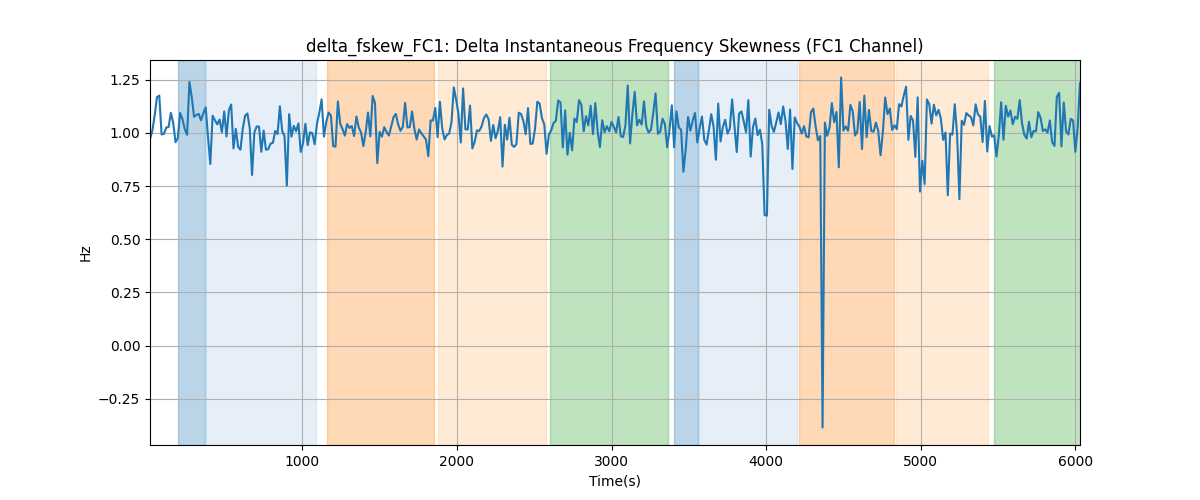 delta_fskew_FC1: Delta Instantaneous Frequency Skewness (FC1 Channel)
1.25
1.00
0.75
0.50
0.25
0.00
−0.25
Hz
1000 2000 3000 4000 5000 6000
Time(s)